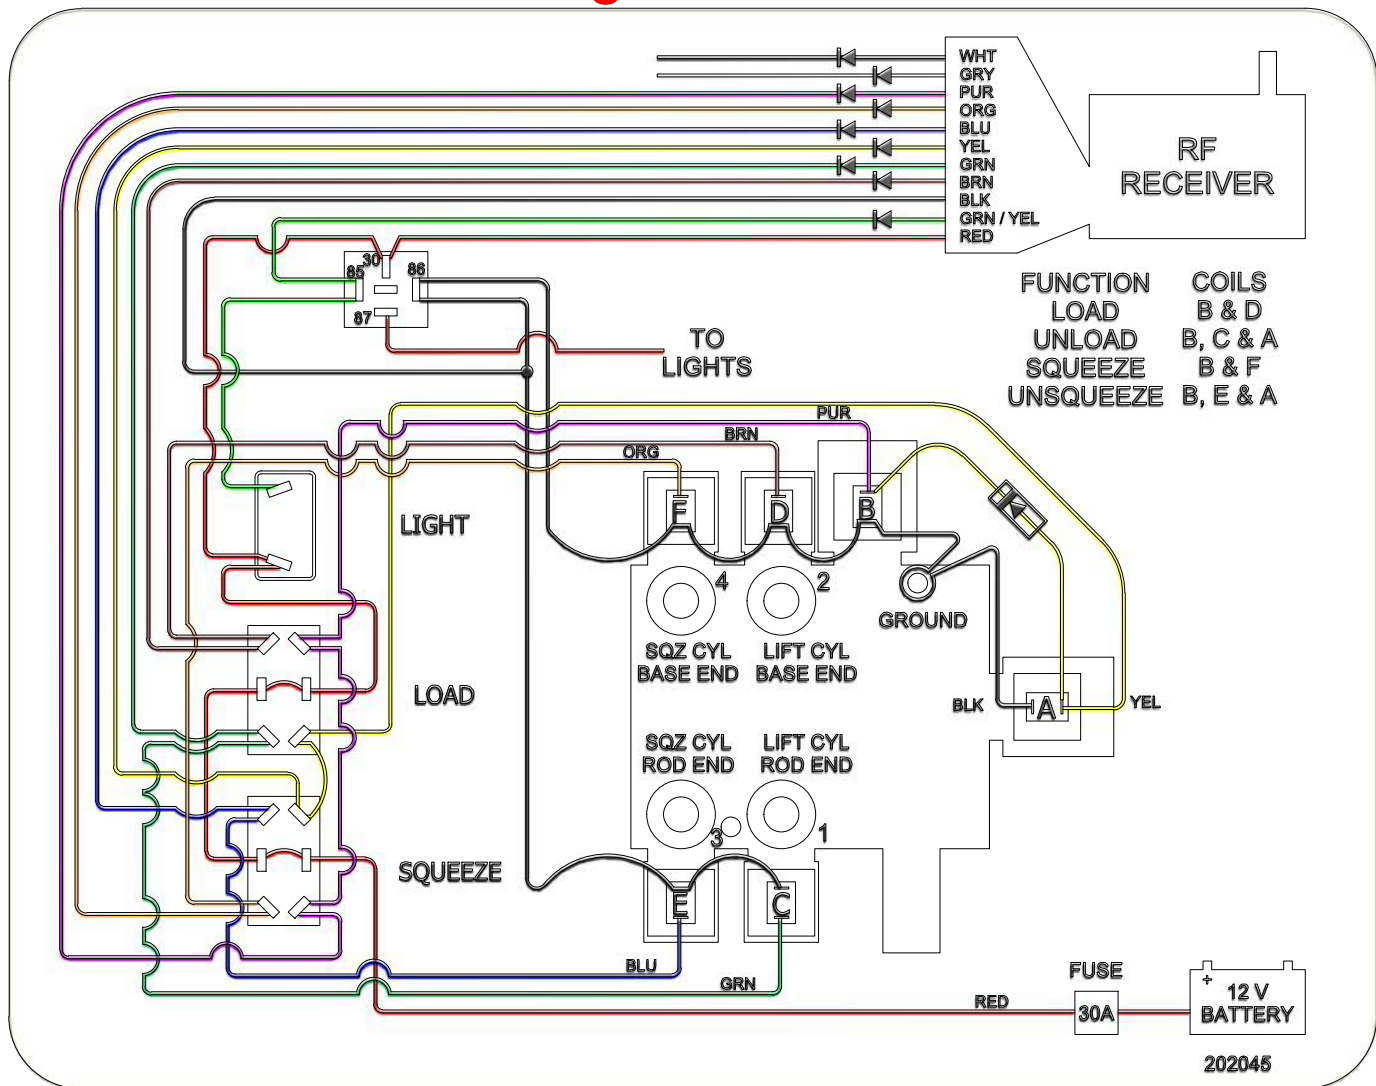 WHT
GRY
PUR
ORG
BLU
YEL
GRN
BRN
BLK
GRN / YEL
RED
RF
RECEIVER
30
85
86
87
FUNCTION COILS
LOAD B & D
UNLOAD B, C & A
SQUEEZE B & F
UNSQUEEZE B, E & A
TO
LIGHTS
PUR
BRN
ORG
F
D
B
LIGHT
4
2
GROUND
SQZ CYL
BASE END
LIFT CYL
BASE END
LOAD
BLK
A
YEL
SQZ CYL
ROD END
LIFT CYL
ROD END
3
1
SQUEEZE
E
C
BLU
GRN
RED
FUSE
30A
+
12 V
BATTERY
202045